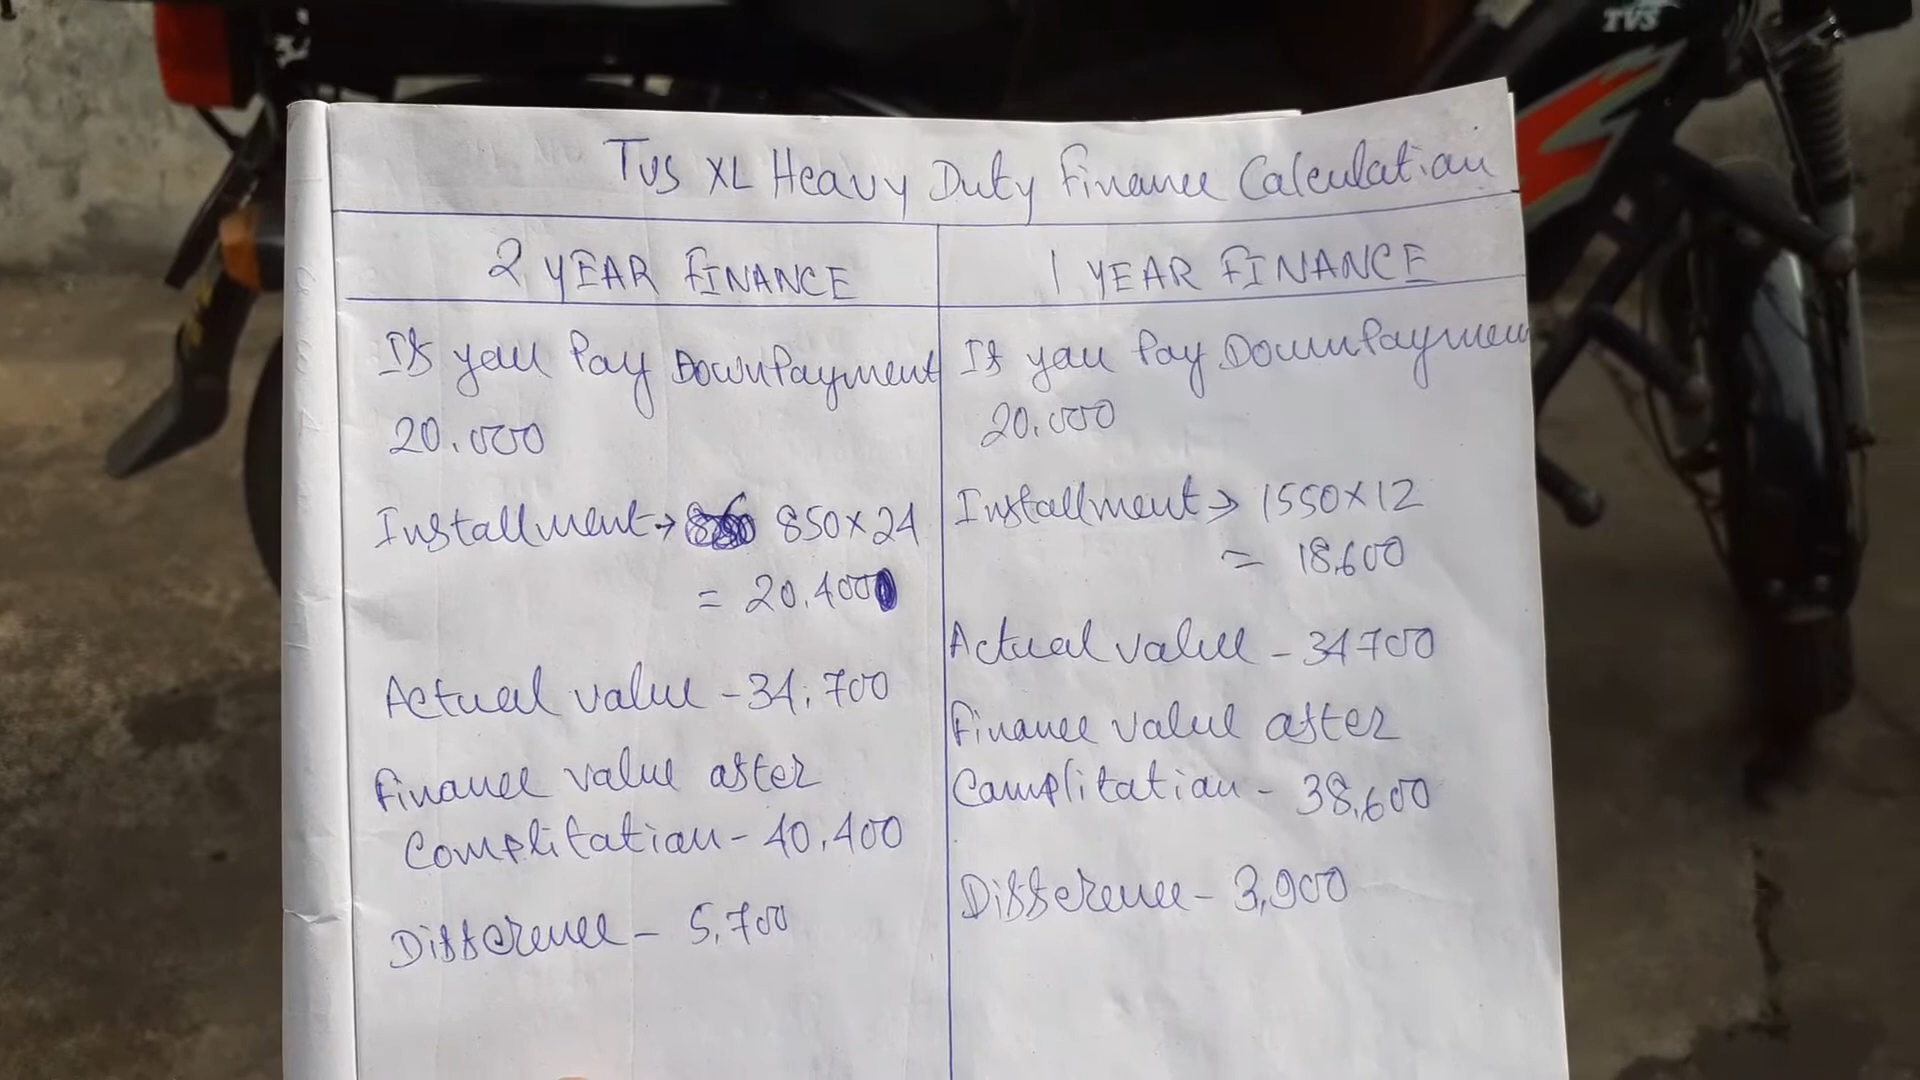 TVS
TVS XL Heavy Duty Finance Calculation
2 YEAR FINANCE
If you Pay DownPayment
20.000
Installment → 850×24
= 20.400
Actual value - 34.700
Finance value after
Complitation - 40.400
Difference - 5.700
1 YEAR FINANCE
If you Pay DownPaymen
20.000
Installment → 1550×12
= 18,600
Actual value - 34700
Finance value after
Complitation - 38,600
Difference - 3,900